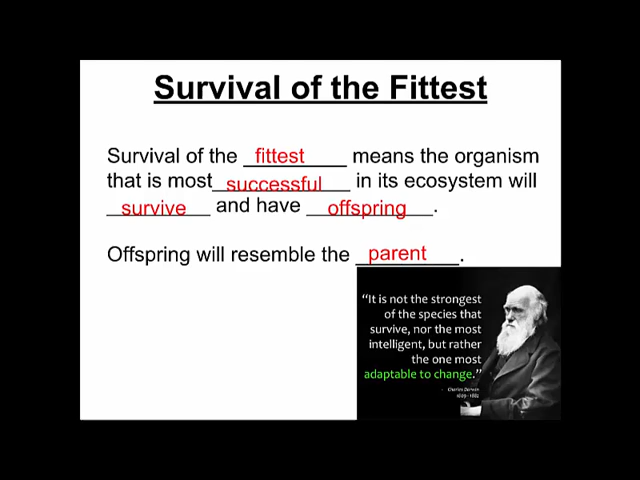 Survival of the Fittest
Survival of the fittest means the organism
that is most successful in its ecosystem will
survive and have offspring.
Offspring will resemble the parent.
“It is not the strongest
of the species that
survive, nor the most
intelligent, but rather
the one most
adaptable to change.”
- Charles Darwin
1809 - 1882